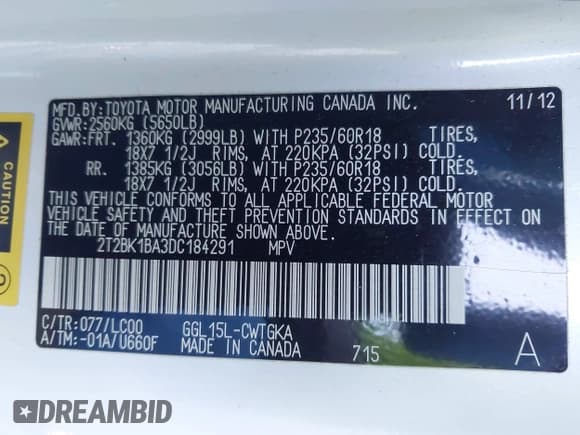 MFD.BY:TOYOTA MOTOR MANUFACTURING CANADA INC. 11/12
GVWR:2560KG (5650LB)
GAWR:FRT. 1360KG (2999LB) WITH P235/60R18 TIRES,
18X7 1/2J RIMS, AT 220KPA (32PSI) COLD.
RR. 1385KG (3056LB) WITH P235/60R18 TIRES,
18X7 1/2J RIMS, AT 220KPA (32PSI) COLD.
THIS VEHICLE CONFORMS TO ALL APPLICABLE FEDERAL MOTOR
VEHICLE SAFETY AND THEFT PREVENTION STANDARDS IN EFFECT ON
THE DATE OF MANUFACTURE SHOWN ABOVE.
2T2BK1BA3DC184291 MPV
C/TR:077/LC00 GGL15L-CWTGKA
A/TM:-01A/U660F MADE IN CANADA 715 A
CAUTION
DREAMBID